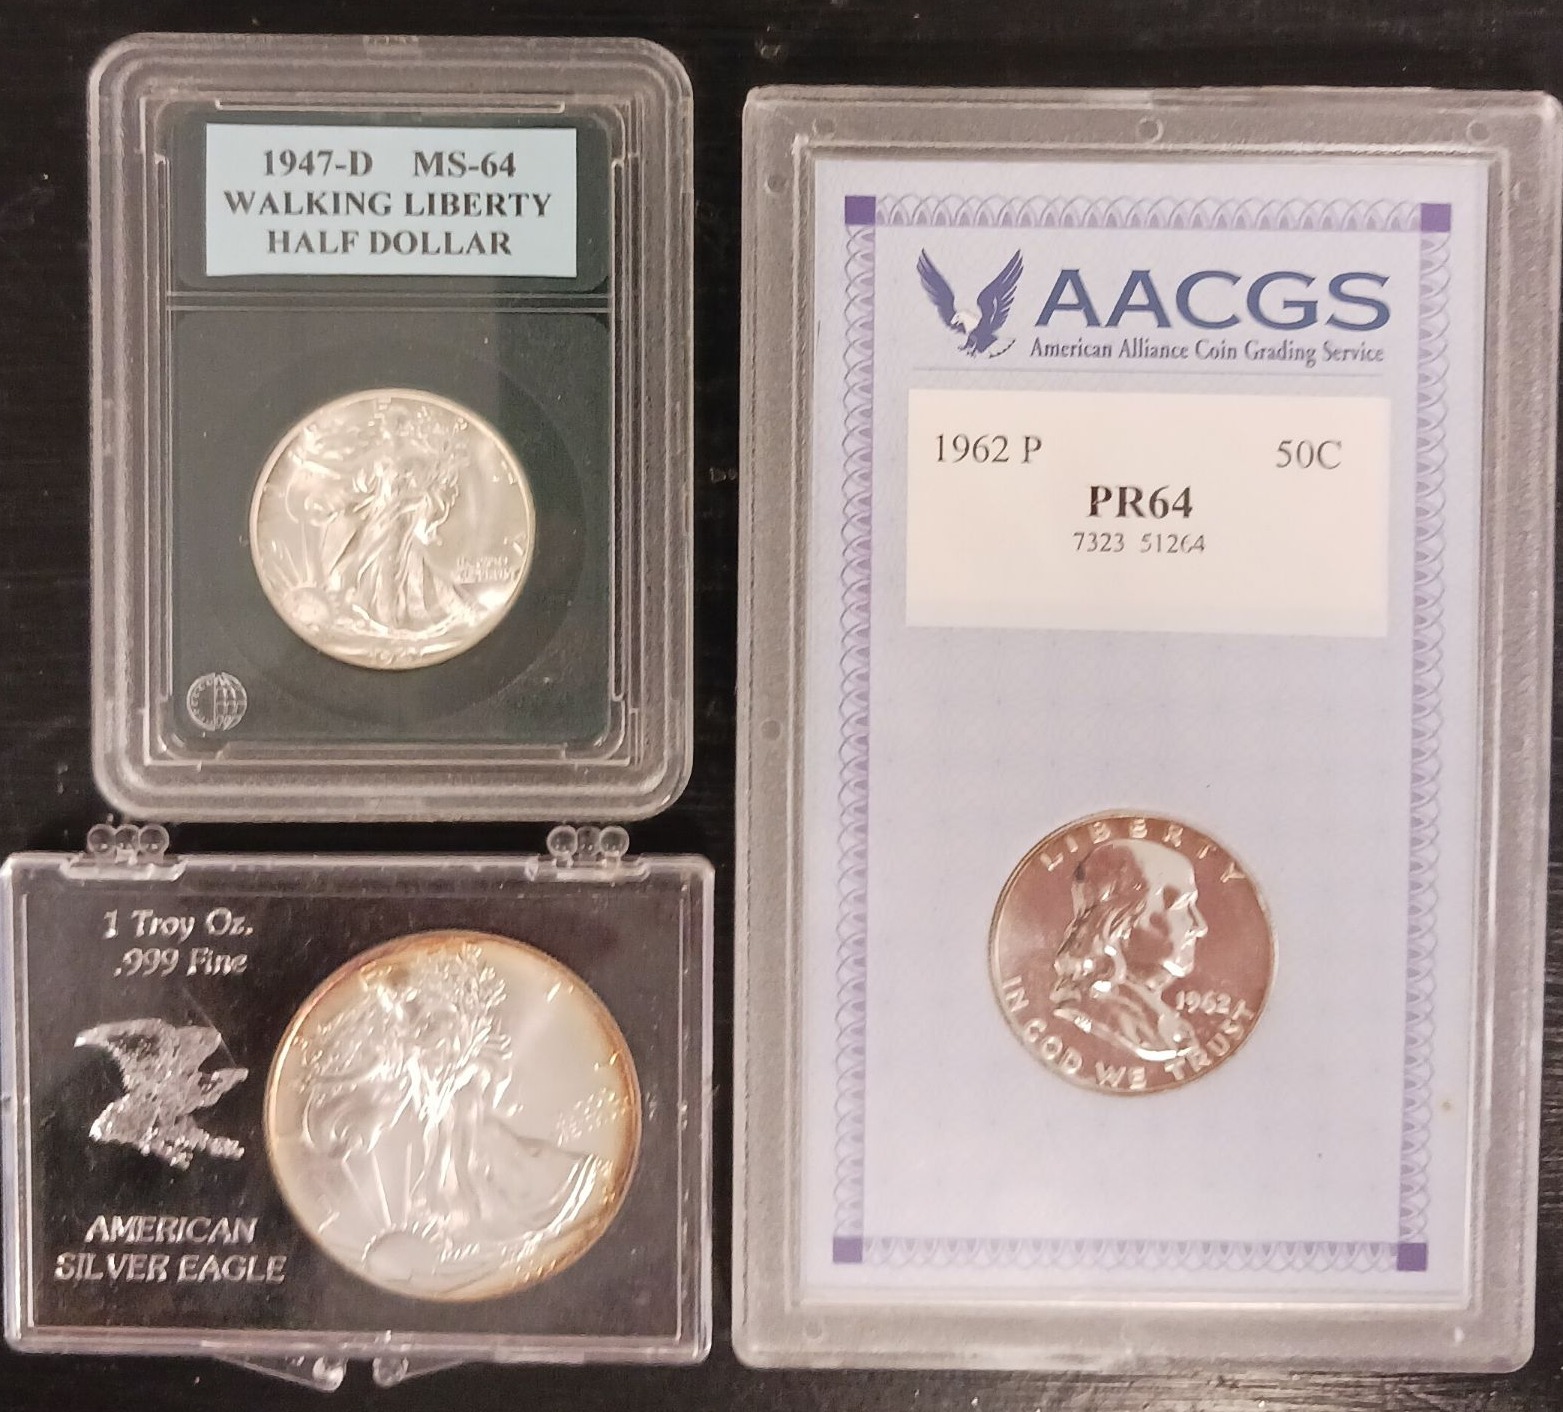 1947-D MS-64
WALKING LIBERTY
HALF DOLLAR
AACGS
American Alliance Coin Grading Service
1962 P 50C
PR64
7323 51264
LIBERTY
1962
IN GOD WE TRUST
1 Troy Oz.
.999 Fine
AMERICAN
SILVER EAGLE